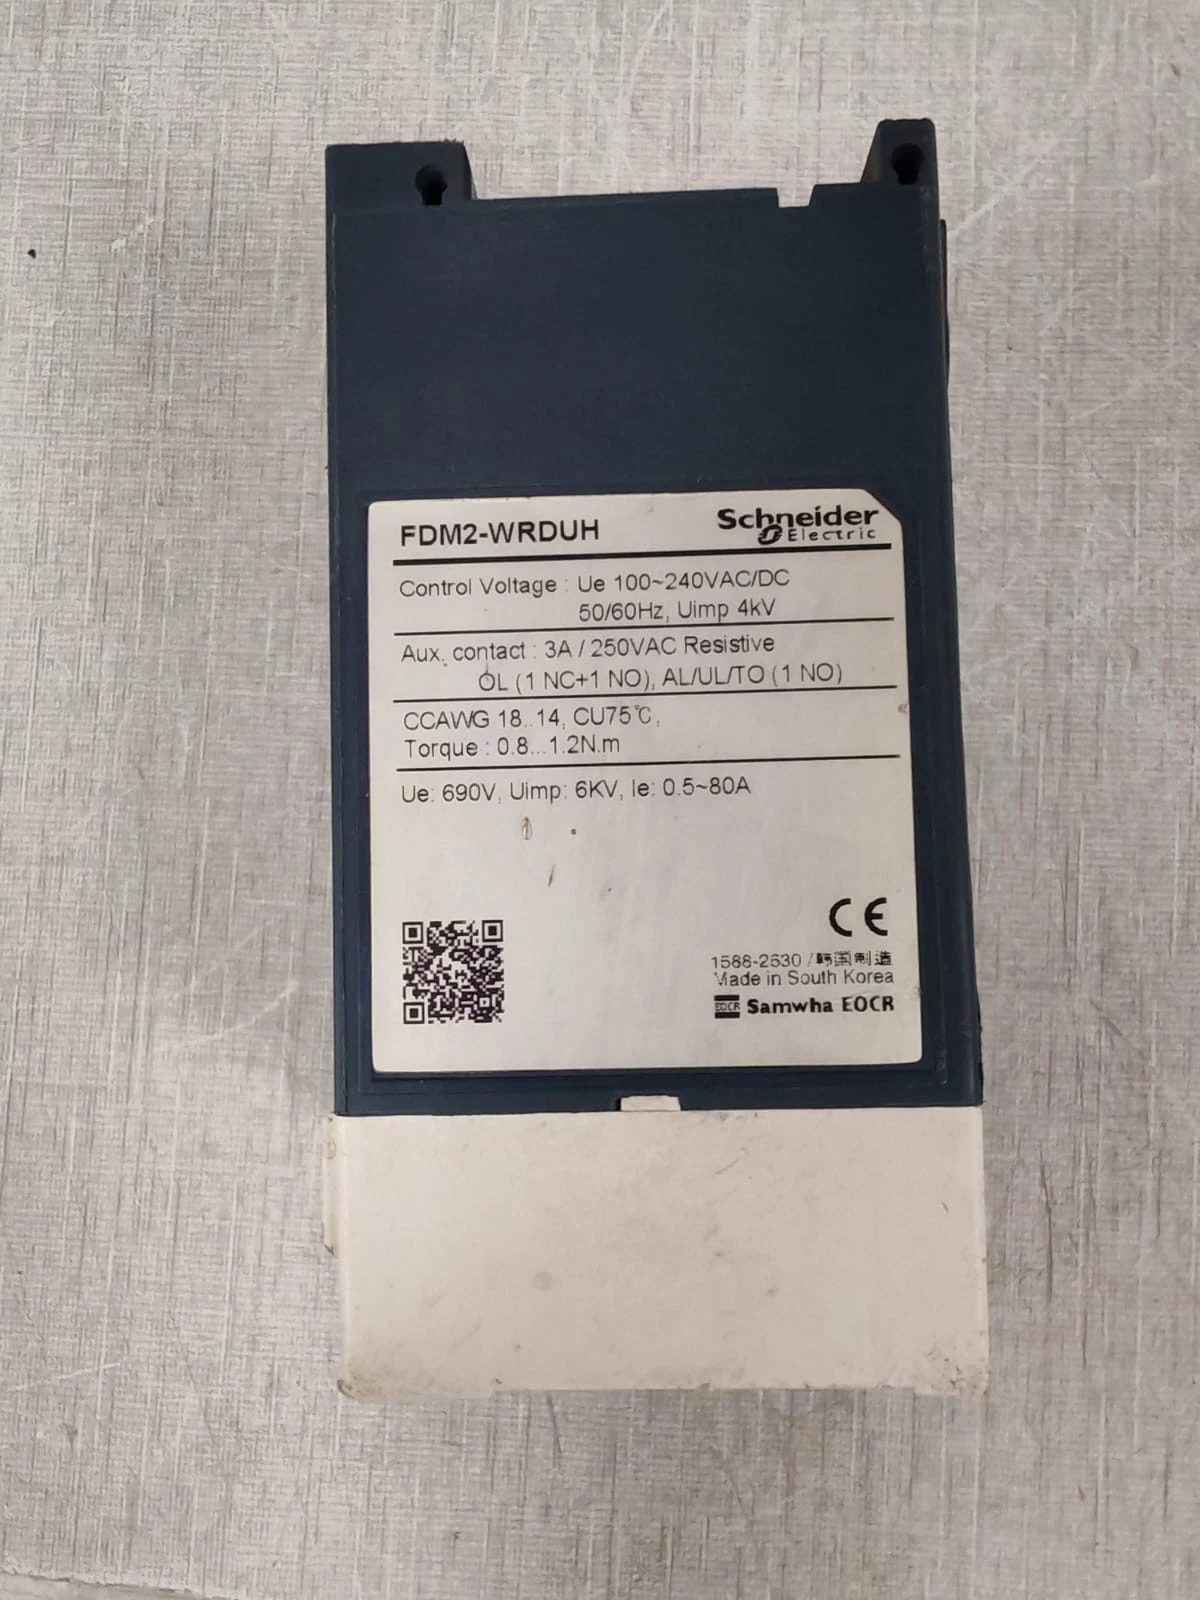 FDM2-WRDUH
Schneider
Electric
Control Voltage : Ue 100~240VAC/DC
50/60Hz, Uimp 4kV
Aux. contact : 3A / 250VAC Resistive
OL (1 NC+1 NO), AL/UL/TO (1 NO)
CCAWG 18..14, CU75℃,
Torque : 0.8...1.2N.m
Ue: 690V, Uimp: 6KV, Ie: 0.5~80A
CE
1588-2630 /韩国制造
Made in South Korea
EOCR Samwha EOCR